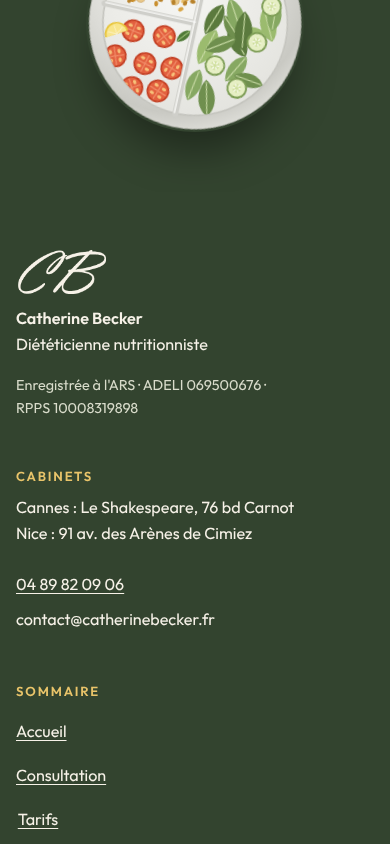 CB
Catherine Becker
Diététicienne nutritionniste
Enregistrée à l'ARS · ADELI 069500676 ·
RPPS 10008319898
CABINETS
Cannes : Le Shakespeare, 76 bd Carnot
Nice : 91 av. des Arènes de Cimiez
04 89 82 09 06
contact@catherinebecker.fr
SOMMAIRE
Accueil
Consultation
Tarifs